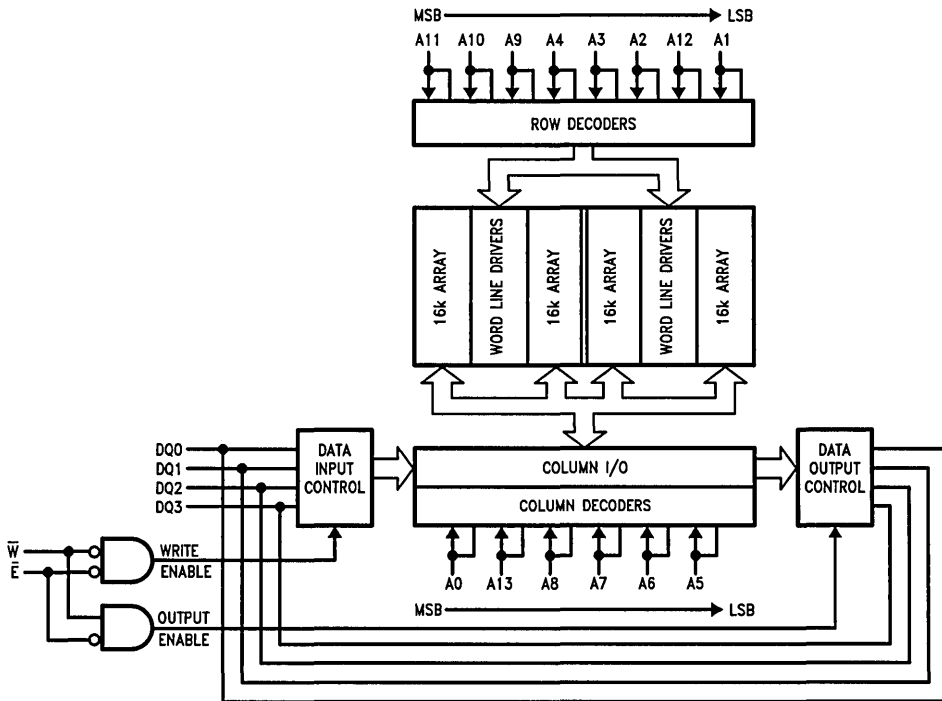 MSB LSB
A11 A10 A9 A4 A3 A2 A12 A1
ROW DECODERS
16k ARRAY
WORD LINE DRIVERS
16k ARRAY
16k ARRAY
WORD LINE DRIVERS
16k ARRAY
DQ0
DQ1
DQ2
DQ3
DATA
INPUT
CONTROL
COLUMN I/O
COLUMN DECODERS
DATA
OUTPUT
CONTROL
W̅
E̅
WRITE
ENABLE
OUTPUT
ENABLE
A0 A13 A8 A7 A6 A5
MSB LSB